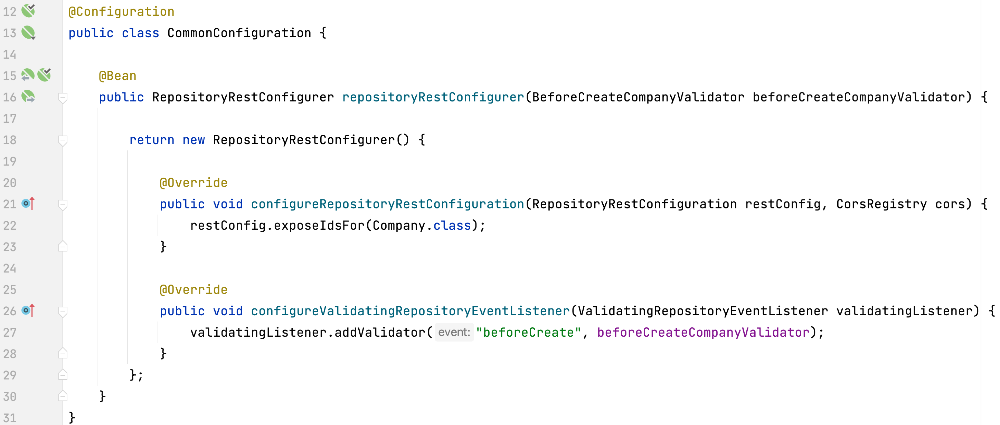 12 @Configuration
13 public class CommonConfiguration {
14
15 @Bean
16 public RepositoryRestConfigurer repositoryRestConfigurer(BeforeCreateCompanyValidator beforeCreateCompanyValidator) {
17
18 return new RepositoryRestConfigurer() {
19
20 @Override
21 public void configureRepositoryRestConfiguration(RepositoryRestConfiguration restConfig, CorsRegistry cors) {
22 restConfig.exposeIdsFor(Company.class);
23 }
24
25 @Override
26 public void configureValidatingRepositoryEventListener(ValidatingRepositoryEventListener validatingListener) {
27 validatingListener.addValidator( event: "beforeCreate", beforeCreateCompanyValidator);
28 }
29 };
30 }
31 }